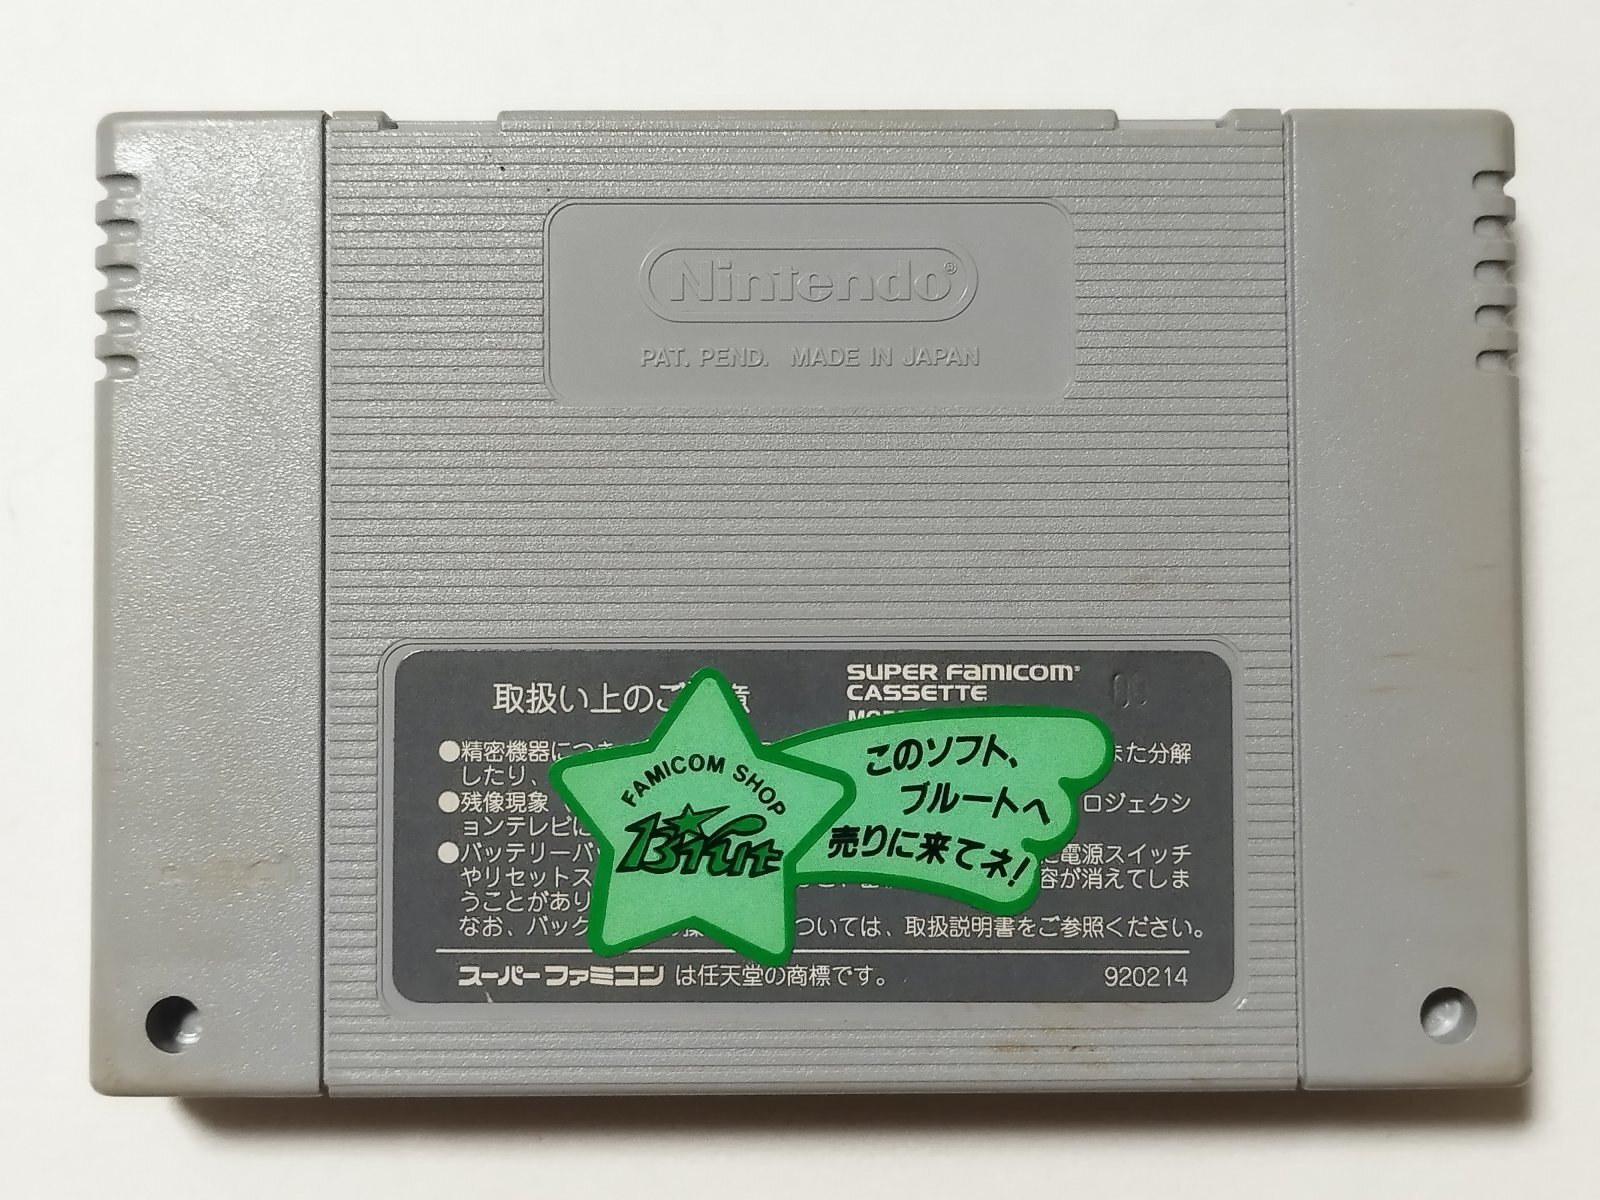 Nintendo®
PAT. PEND. MADE IN JAPAN
取扱い上のご 意
SUPER FAMICOM
CASSETTE
●精密機器につき また分解
したり、
●残像現象 ロジェクシ
ョンテレビに
●バッテリーバッ 電源スイッチ
やリセットス 容が消えてしま
うことがあり
なお、バック ついては、取扱説明書をご参照ください。
FAMICOM SHOP
このソフト、
ブルートへ
売りに来てネ!
スーパーファミコン は任天堂の商標です。
920214